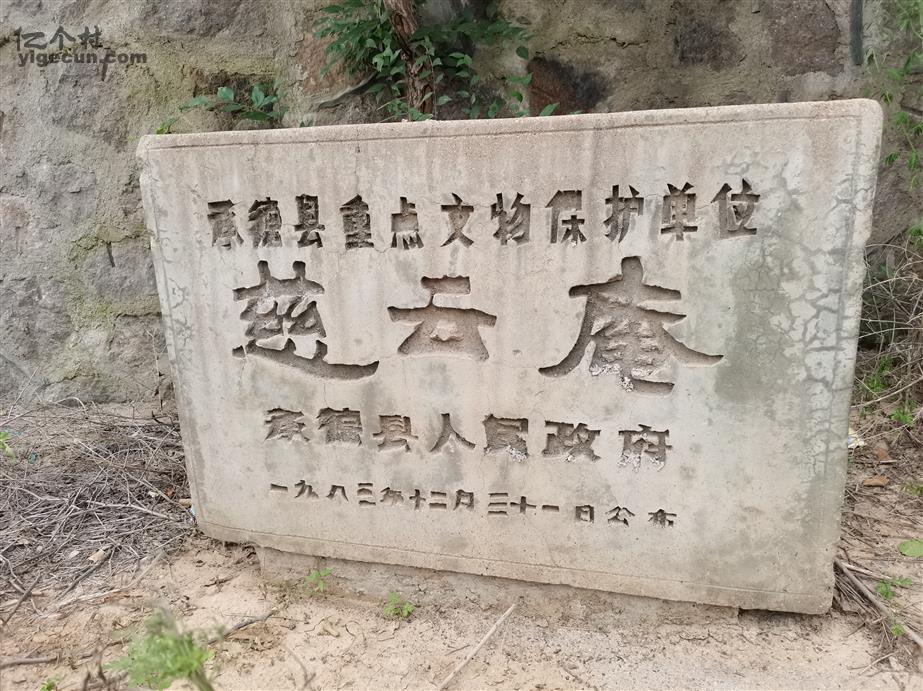 亿个村
yigecun.com
承德县重点文物保护单位
慈云庵
承德县人民政府
一九八三年十二月三十一日公布